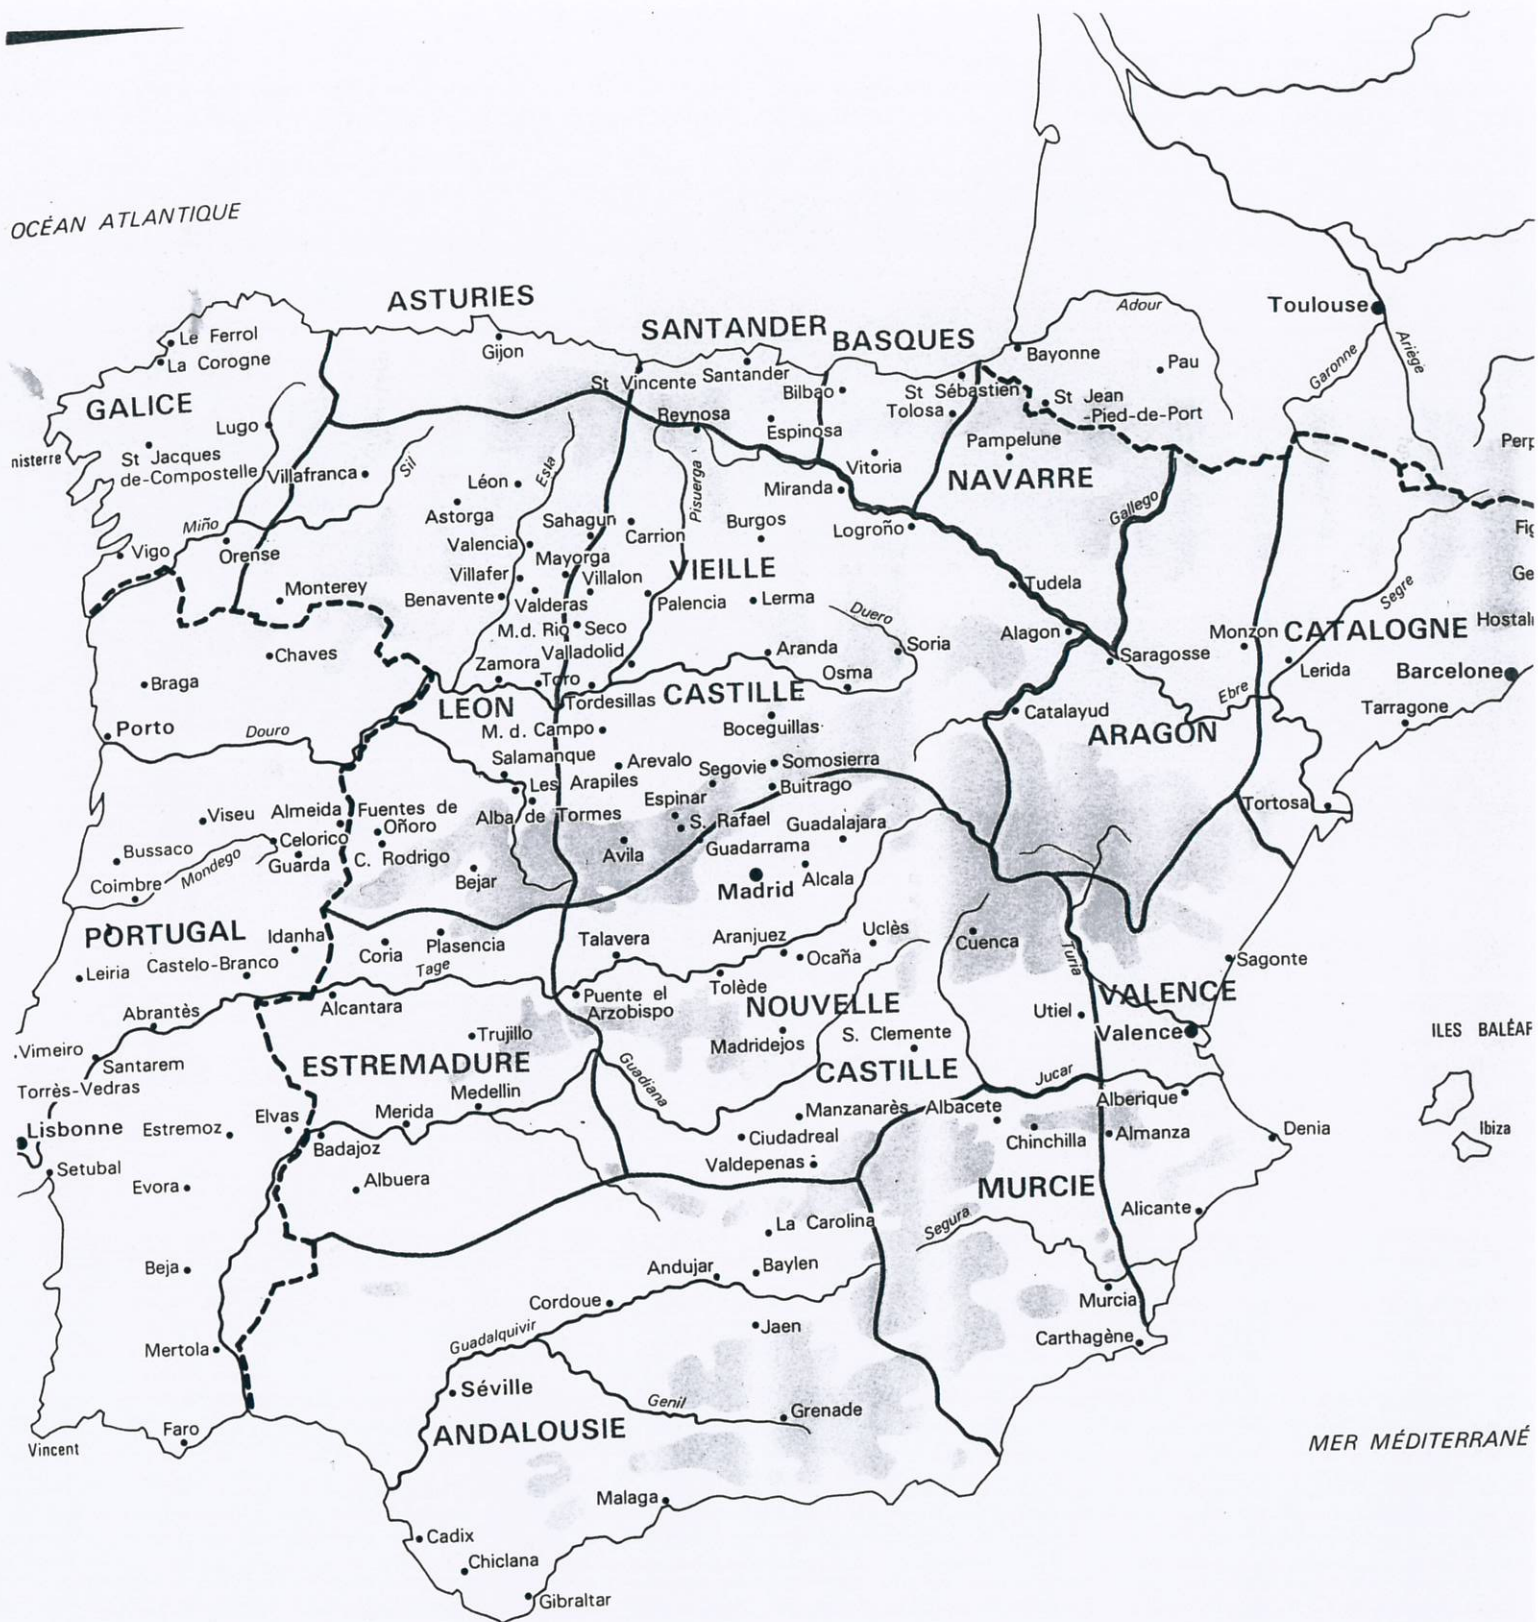 OCÉAN ATLANTIQUE
ASTURIES
SANTANDER
BASQUES
Adour
Toulouse
Le Ferrol
La Corogne
Gijon
St Vincente
Santander
Bilbao
St Sébastien
Bayonne
Pau
Garonne
Ariège
GALICE
Tolosa
St Jean
-Pied-de-Port
Lugo
Reynosa
Espinosa
Pampelune
nisterre
St Jacques
de-Compostelle
Villafranca
Sil
Léon
Esla
Pisuerga
Vitoria
NAVARRE
Perp
Miranda
Gallego
Miño
Astorga
Sahagun
Carrion
Burgos
Logroño
Vigo
Orense
Valencia
Mayorga
VIEILLE
Monterey
Villafer
Villalon
Tudela
Segre
Ge
Benavente
Valderas
Palencia
Lerma
Duero
M.d. Rio Seco
Alagon
Monzon
CATALOGNE
Chaves
Valladolid
Aranda
Soria
Saragosse
Lerida
Barcelone
Braga
Zamora
Toro
Osma
Ebre
LEON
Tordesillas
CASTILLE
Catalayud
Tarragone
Porto
Douro
M. d. Campo
Boceguillas
ARAGON
Salamanque
Arevalo
Segovie
Somosierra
Les Arapiles
Espinar
Buitrago
Tortosa
Viseu
Almeida
Fuentes de
Oñoro
Alba de Tormes
S. Rafael
Guadalajara
Celorico
Bussaco
Mondego
Guarda
C. Rodrigo
Avila
Guadarrama
Coimbre
Bejar
Madrid
Alcala
PORTUGAL
Idanha
Coria
Plasencia
Talavera
Aranjuez
Uclès
Cuenca
Turia
Leiria
Castelo-Branco
Tage
Ocaña
Sagonte
Tolède
Abrantès
Alcantara
Puente el
Arzobispo
NOUVELLE
Utiel
VALENCE
Valence
ILES BALÉAR
Vimeiro
Trujillo
Madridejos
S. Clemente
Santarem
ESTREMADURE
Guadiana
CASTILLE
Jucar
Torrès-Vedras
Medellin
Alberique
Lisbonne
Estremoz
Elvas
Merida
Manzanarès
Albacete
Ibiza
Badajoz
Ciudadreal
Chinchilla
Almanza
Denia
Setubal
Valdepenas
Evora
Albuera
MURCIE
Alicante
La Carolina
Segura
Beja
Andujar
Baylen
Cordoue
Murcia
Mertola
Guadalquivir
Jaen
Carthagène
Séville
Genil
Grenade
Faro
ANDALOUSIE
Vincent
MER MÉDITERRANÉ
Malaga
Cadix
Chiclana
Gibraltar